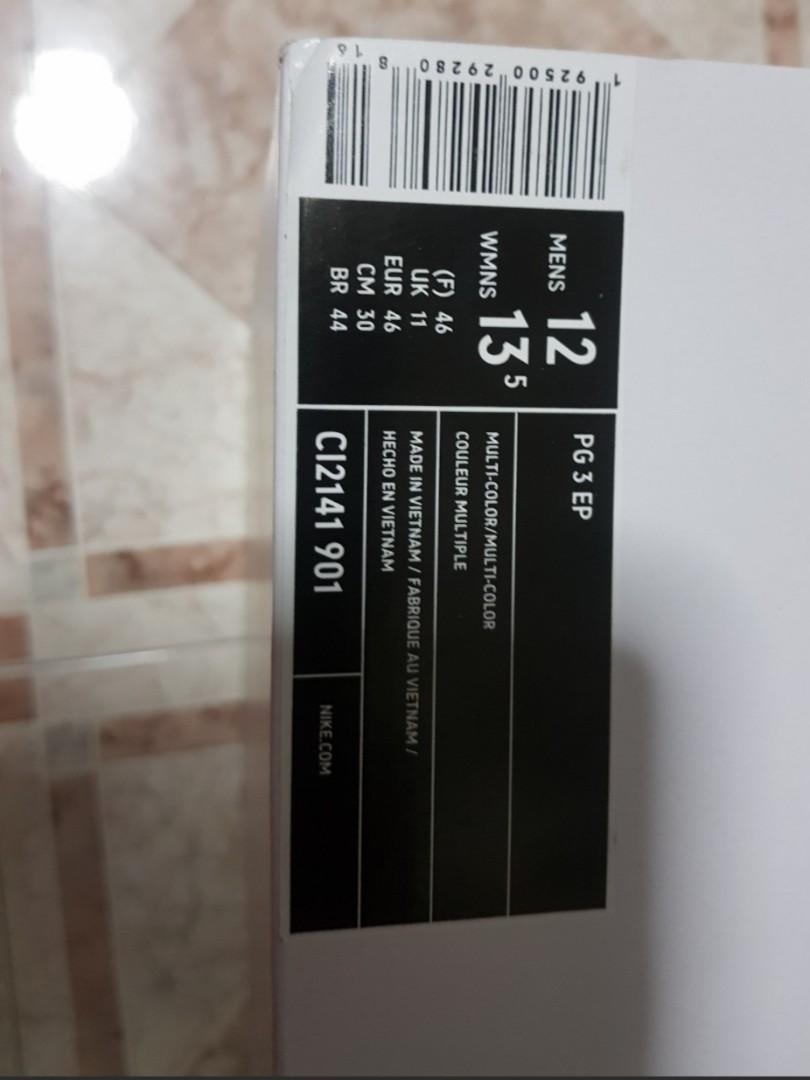 PG 3 EP
MULTI-COLOR/MULTI-COLOR
COULEUR MULTIPLE
MADE IN VIETNAM / FABRIQUE AU VIETNAM /
HECHO EN VIETNAM
CI2141 901
NIKE.COM
MENS 12
WMNS 13 5
(F) 46
UK 11
EUR 46
CM 30
BR 44
1 92500 29280 8 16